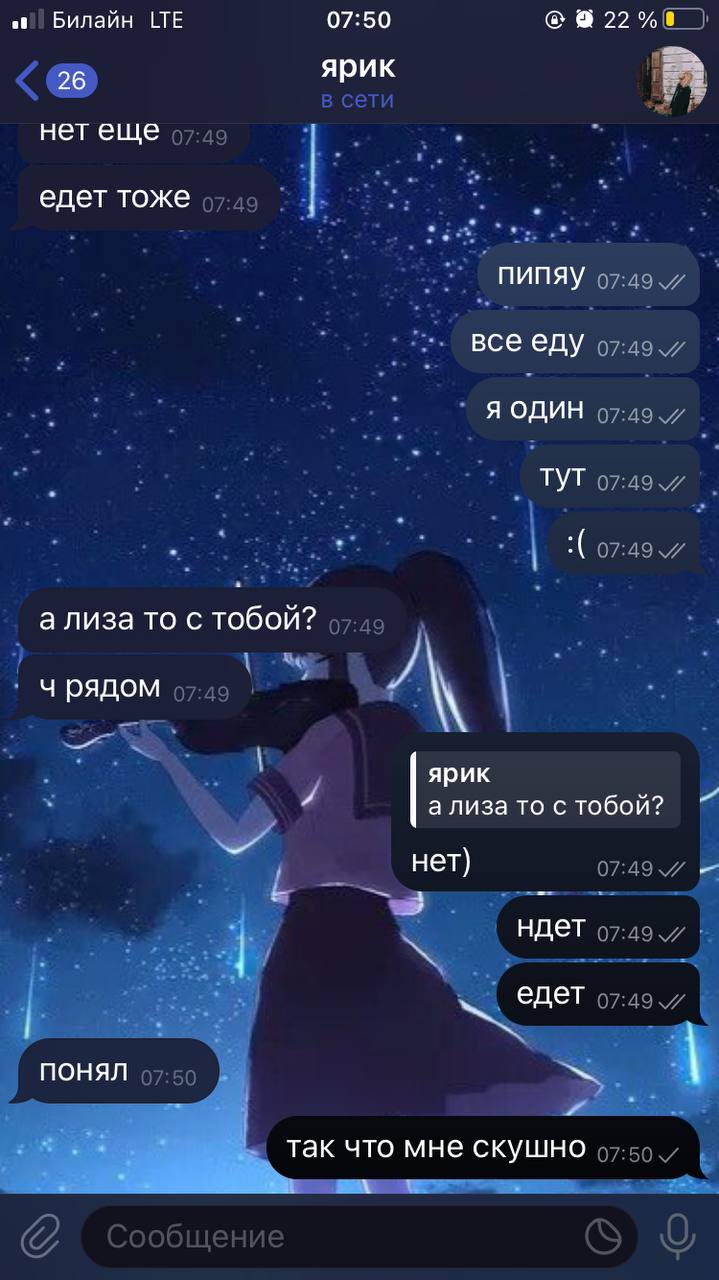 Билайн LTE 07:50 22 %
26 ярик
в сети
нет еще 07:49
едет тоже 07:49
пипяу 07:49
все еду 07:49
я один 07:49
тут 07:49
:( 07:49
а лиза то с тобой? 07:49
ч рядом 07:49
ярик
а лиза то с тобой?
нет) 07:49
ндет 07:49
едет 07:49
понял 07:50
так что мне скушно 07:50
Сообщение